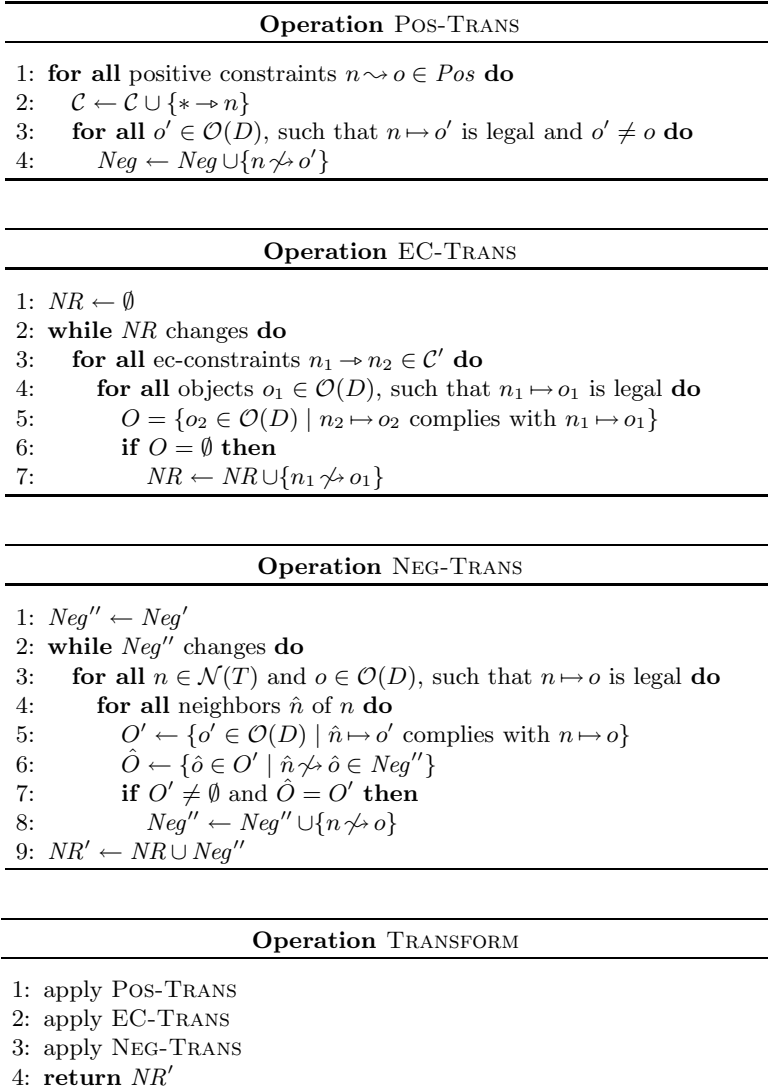 Operation POS-TRANS
1: for all positive constraints n ⇝ o ∈ Pos do
2: 𝒞 ← 𝒞 ∪ {∗ ⇾ n}
3: for all o′ ∈ 𝒪(D), such that n ↦ o′ is legal and o′ ≠ o do
4: Neg ← Neg ∪{n ⇝̸ o′}
Operation EC-TRANS
1: NR ← ∅
2: while NR changes do
3: for all ec-constraints n₁ ⇾ n₂ ∈ 𝒞′ do
4: for all objects o₁ ∈ 𝒪(D), such that n₁ ↦ o₁ is legal do
5: O = {o₂ ∈ 𝒪(D) | n₂ ↦ o₂ complies with n₁ ↦ o₁}
6: if O = ∅ then
7: NR ← NR ∪{n₁ ⇝̸ o₁}
Operation NEG-TRANS
1: Neg″ ← Neg′
2: while Neg″ changes do
3: for all n ∈ 𝒩(T) and o ∈ 𝒪(D), such that n ↦ o is legal do
4: for all neighbors n̂ of n do
5: O′ ← {o′ ∈ 𝒪(D) | n̂ ↦ o′ complies with n ↦ o}
6: Ô ← {ô ∈ O′ | n̂ ⇝̸ ô ∈ Neg″}
7: if O′ ≠ ∅ and Ô = O′ then
8: Neg″ ← Neg″ ∪{n ⇝̸ o}
9: NR′ ← NR ∪ Neg″
Operation TRANSFORM
1: apply POS-TRANS
2: apply EC-TRANS
3: apply NEG-TRANS
4: return NR′